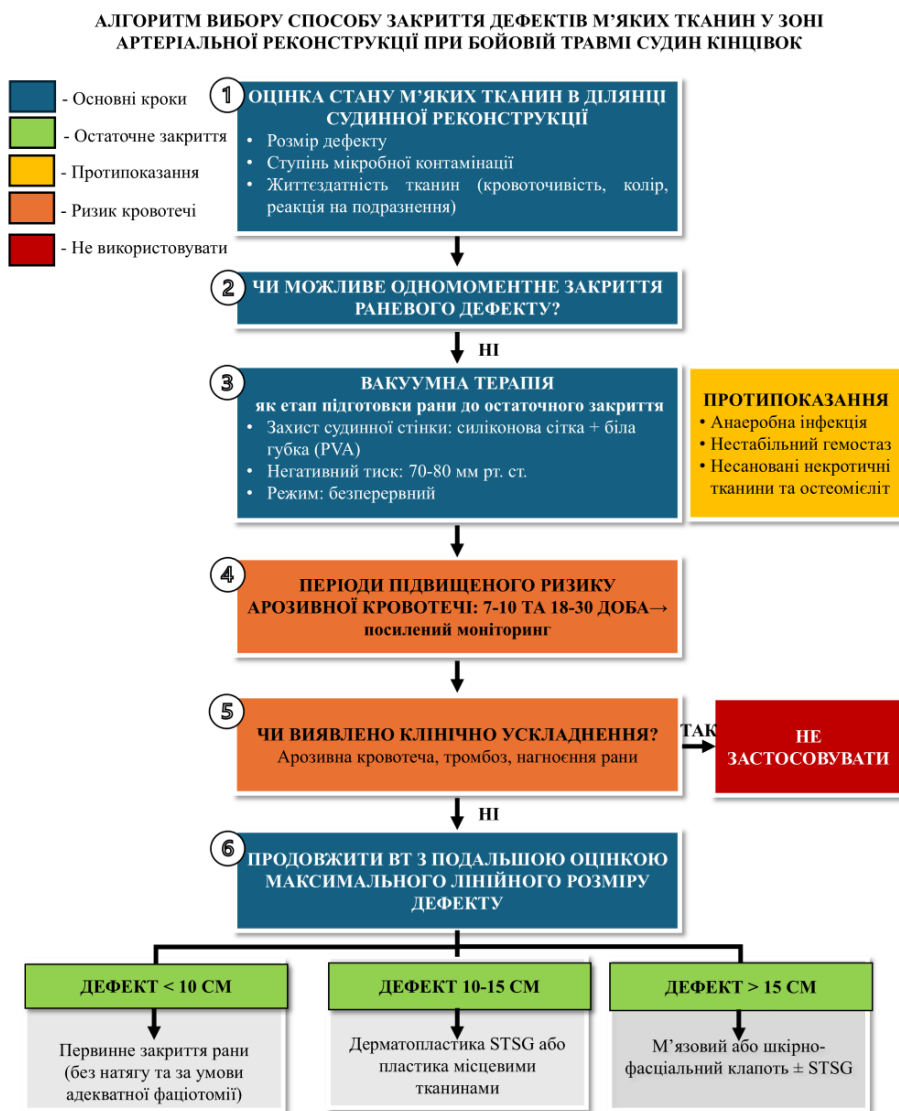 АЛГОРИТМ ВИБОРУ СПОСОБУ ЗАКРИТТЯ ДЕФЕКТІВ М’ЯКИХ ТКАНИН У ЗОНІ
АРТЕРІАЛЬНОЇ РЕКОНСТРУКЦІЇ ПРИ БОЙОВІЙ ТРАВМІ СУДИН КІНЦІВОК
- Основні кроки
- Остаточне закриття
- Протипоказання
- Ризик кровотечі
- Не використовувати
1
ОЦІНКА СТАНУ М’ЯКИХ ТКАНИН В ДІЛЯНЦІ
СУДИННОЇ РЕКОНСТРУКЦІЇ
• Розмір дефекту
• Ступінь мікробної контамінації
• Життєздатність тканин (кровоточивість, колір,
реакція на подразнення)
2
ЧИ МОЖЛИВЕ ОДНОМОМЕНТНЕ ЗАКРИТТЯ
РАНЕВОГО ДЕФЕКТУ?
НІ
3
ВАКУУМНА ТЕРАПІЯ
як етап підготовки рани до остаточного закриття
• Захист судинної стінки: силіконова сітка + біла
губка (PVA)
• Негативний тиск: 70-80 мм рт. ст.
• Режим: безперервний
ПРОТИПОКАЗАННЯ
• Анаеробна інфекція
• Нестабільний гемостаз
• Несановані некротичні
тканини та остеомієліт
4
ПЕРІОДИ ПІДВИЩЕНОГО РИЗИКУ
АРОЗИВНОЇ КРОВОТЕЧІ: 7-10 ТА 18-30 ДОБА→
посилений моніторинг
5
ЧИ ВИЯВЛЕНО КЛІНІЧНО УСКЛАДНЕННЯ?
Арозивна кровотеча, тромбоз, нагноєння рани
ТАК
НЕ
ЗАСТОСОВУВАТИ
НІ
6
ПРОДОВЖИТИ ВТ З ПОДАЛЬШОЮ ОЦІНКОЮ
МАКСИМАЛЬНОГО ЛІНІЙНОГО РОЗМІРУ
ДЕФЕКТУ
ДЕФЕКТ < 10 СМ
Первинне закриття рани
(без натягу та за умови
адекватної фаціотомії)
ДЕФЕКТ 10-15 СМ
Дерматопластика STSG або
пластика місцевими
тканинами
ДЕФЕКТ > 15 СМ
М’язовий або шкірно-
фасціальний клапоть ± STSG